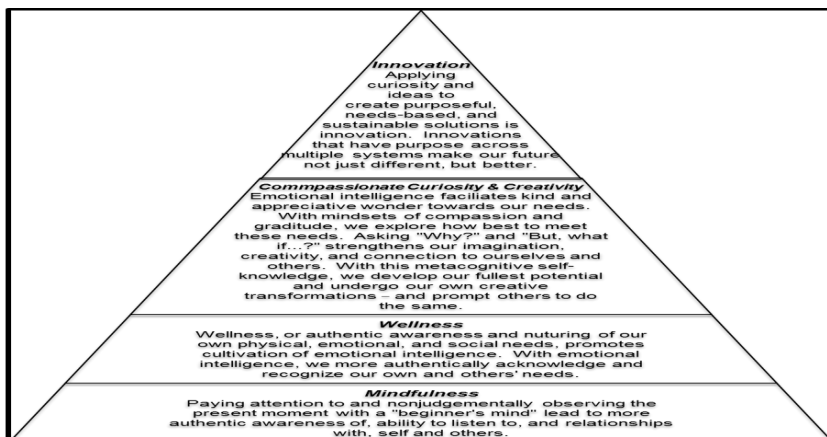 Innovation
Applying
curiosity and
ideas to
create purposeful,
needs-based, and
sustainable solutions is
innovation. Innovations
that have purpose across
multiple systems make our future
not just different, but better.
Commpassionate Curiosity & Creativity
Emotional intelligence faciliates kind and
appreciative wonder towards our needs.
With mindsets of compassion and
graditude, we explore how best to meet
these needs. Asking "Why?" and "But, what
if...?" strengthens our imagination,
creativity, and connection to ourselves and
others. With this metacognitive self-
knowledge, we develop our fullest potential
and undergo our own creative
transformations – and prompt others to do
the same.
Wellness
Wellness, or authentic awareness and nuturing of our
own physical, emotional, and social needs, promotes
cultivation of emotional intelligence. With emotional
intelligence, we more authentically acknowledge and
recognize our own and others' needs.
Mindfulness
Paying attention to and nonjudgementally observing the
present moment with a "beginner's mind" lead to more
authentic awareness of, ability to listen to, and relationships
with, self and others.